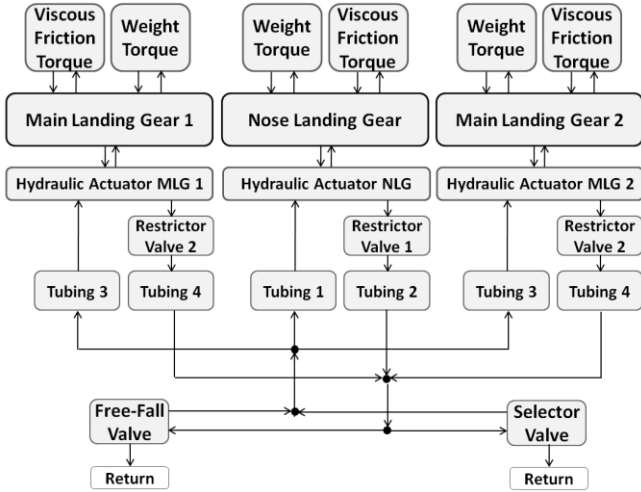 Viscous
Friction
Torque
Weight
Torque
Weight
Torque
Viscous
Friction
Torque
Weight
Torque
Viscous
Friction
Torque
Main Landing Gear 1
Nose Landing Gear
Main Landing Gear 2
Hydraulic Actuator MLG 1
Hydraulic Actuator NLG
Hydraulic Actuator MLG 2
Restrictor
Valve 2
Restrictor
Valve 1
Restrictor
Valve 2
Tubing 3
Tubing 4
Tubing 1
Tubing 2
Tubing 3
Tubing 4
Free-Fall
Valve
Selector
Valve
Return
Return